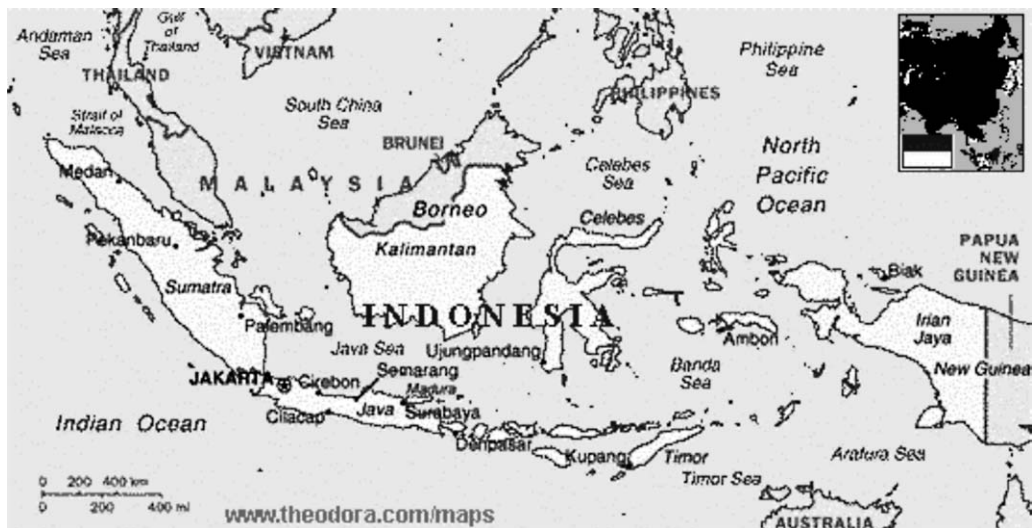 Andaman
Sea
Gulf
of
Thailand
VIETNAM
THAILAND
Philippine
Sea
PHILIPPINES
South China
Sea
Strait of
Malacca
BRUNEI
MALAYSIA
Celebes
Sea
North
Pacific
Ocean
Medan
Borneo
Celebes
Kalimantan
PAPUA
NEW
GUINEA
Pekanbaru
Biak
Sumatra
INDONESIA
Irian
Jaya
Palembang
Ambon
Java Sea
Ujungpandang
Banda
Sea
New Guinea
Semarang
JAKARTA
Cirebon
Madura
Cilacap
Java
Surabaya
Indian Ocean
Denpasar
Kupang
Timor
Arafura Sea
Timor Sea
0 200 400 km
0 200 400 mi
www.theodora.com/maps
AUSTRALIA